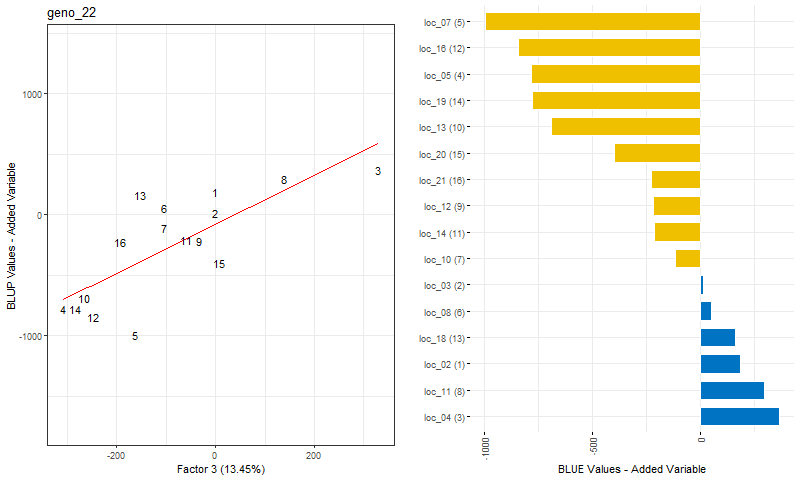 geno_22
BLUP Values - Added Variable
1000
0
-1000
13
1
8
3
6
2
7
16
11
9
15
10
4
14
12
5
-200
0
200
Factor 3 (13.45%)
loc_07 (5)
loc_16 (12)
loc_05 (4)
loc_19 (14)
loc_13 (10)
loc_20 (15)
loc_21 (16)
loc_12 (9)
loc_14 (11)
loc_10 (7)
loc_03 (2)
loc_08 (6)
loc_18 (13)
loc_02 (1)
loc_11 (8)
loc_04 (3)
-1000
-500
0
BLUE Values - Added Variable